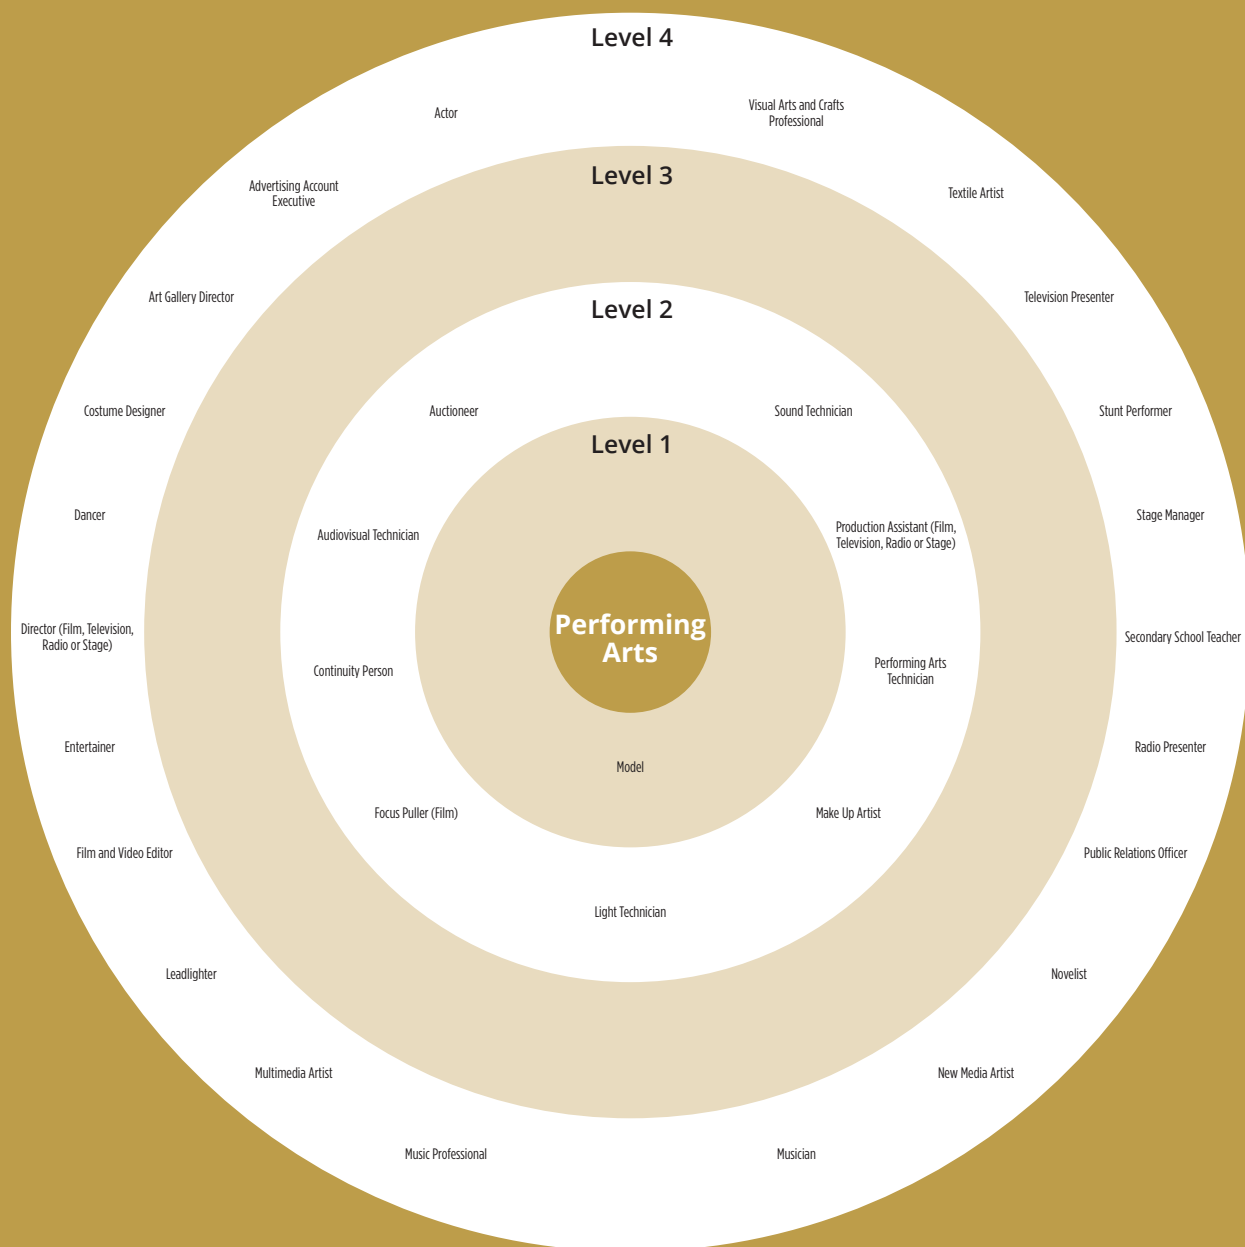 Level 4
Actor
Visual Arts and Crafts
Professional
Level 3
Advertising Account
Executive
Textile Artist
Art Gallery Director
Television Presenter
Level 2
Costume Designer
Auctioneer
Sound Technician
Stunt Performer
Level 1
Dancer
Audiovisual Technician
Production Assistant (Film,
Television, Radio or Stage)
Stage Manager
Director (Film, Television,
Radio or Stage)
Performing
Arts
Secondary School Teacher
Continuity Person
Performing Arts
Technician
Entertainer
Model
Radio Presenter
Focus Puller (Film)
Make Up Artist
Film and Video Editor
Public Relations Officer
Light Technician
Leadlighter
Novelist
Multimedia Artist
New Media Artist
Music Professional
Musician